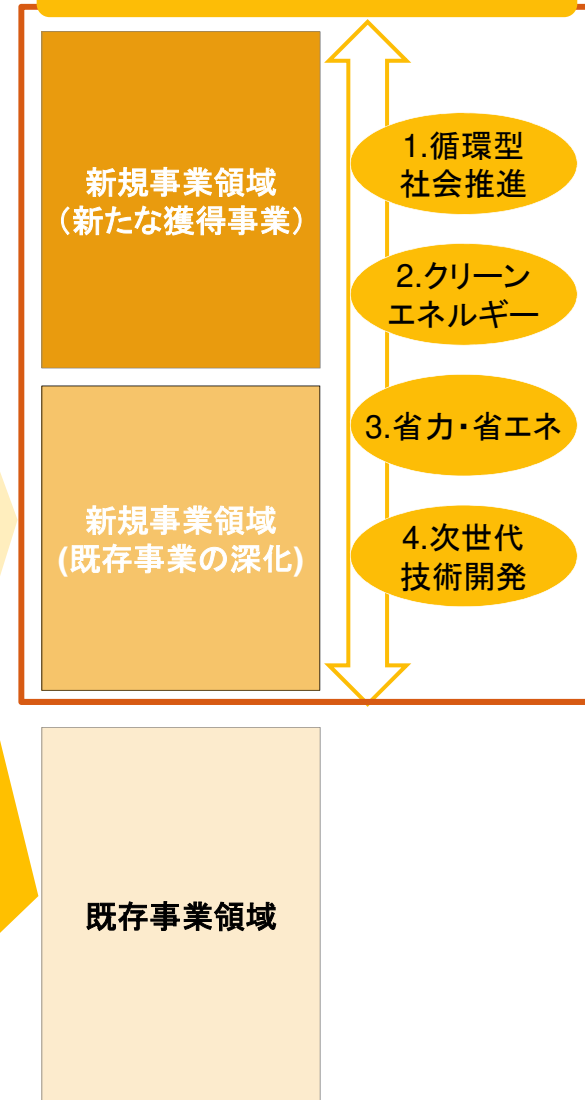 新規事業領域
（新たな獲得事業）
1.循環型
社会推進
2.クリーン
エネルギー
3.省力・省エネ
新規事業領域
(既存事業の深化)
4.次世代
技術開発
既存事業領域